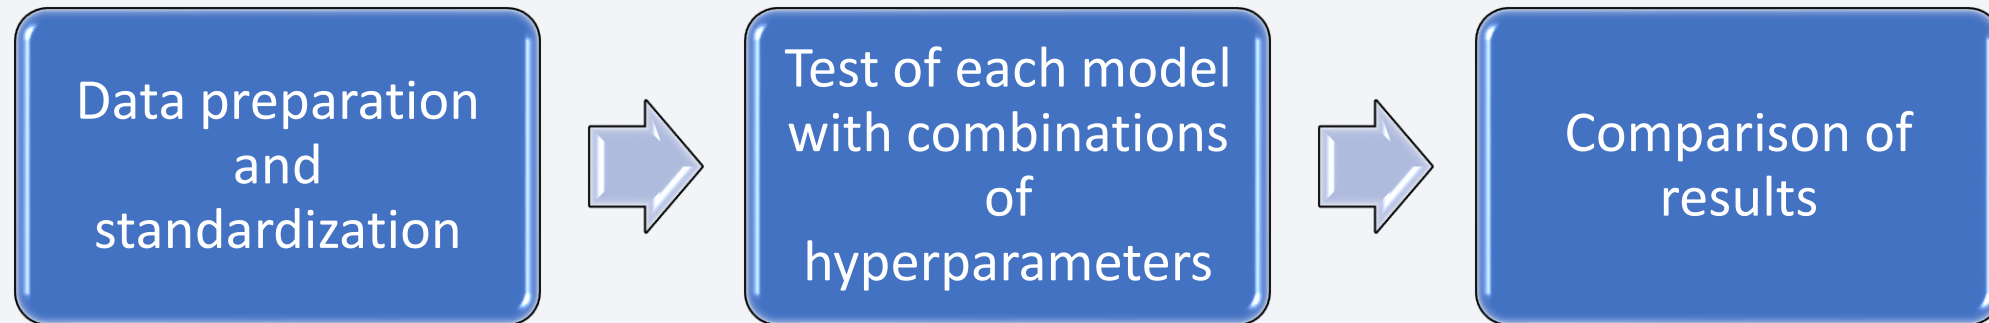 Data preparation
and
standardization
Test of each model
with combinations
of
hyperparameters
Comparison of
results